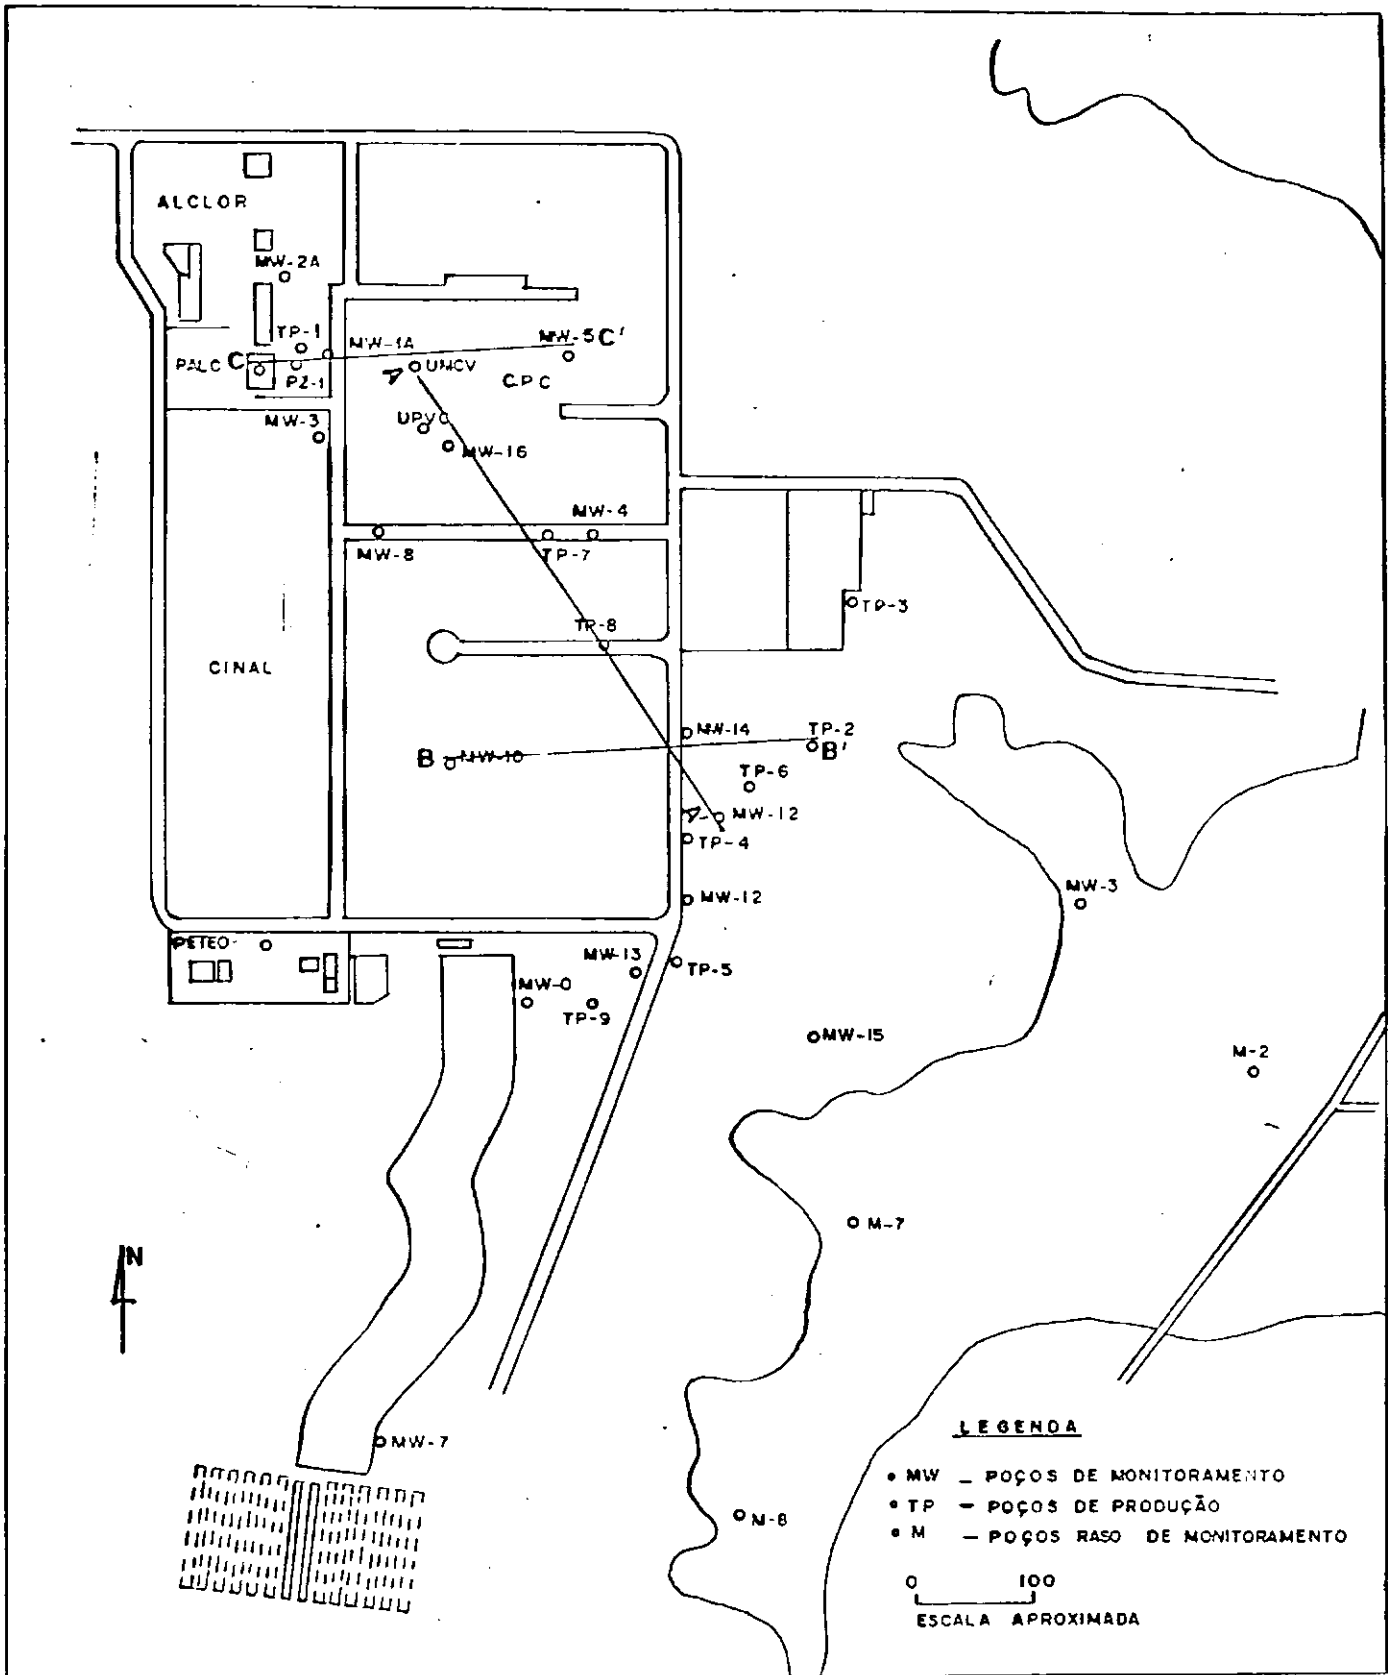 ALCLOR
MW-2A
TP-1
MW-1A
MW-5 C'
PALC C
PZ-1
UMCV
C.P.C
MW-3
UPVC
MW-16
MW-4
MW-8
TP-7
TP-3
TP-8
CINAL
MW-14
TP-2
B MW-10
B'
TP-6
MW-12
TP-4
MW-3
MW-12
MW-13
TP-5
MW-0
TP-9
MW-15
M-2
M-7
N
LEGENDA
MW-7
MW – POÇOS DE MONITORAMENTO
TP – POÇOS DE PRODUÇÃO
M-8
M – POÇOS RASO DE MONITORAMENTO
0 100
ESCALA APROXIMADA